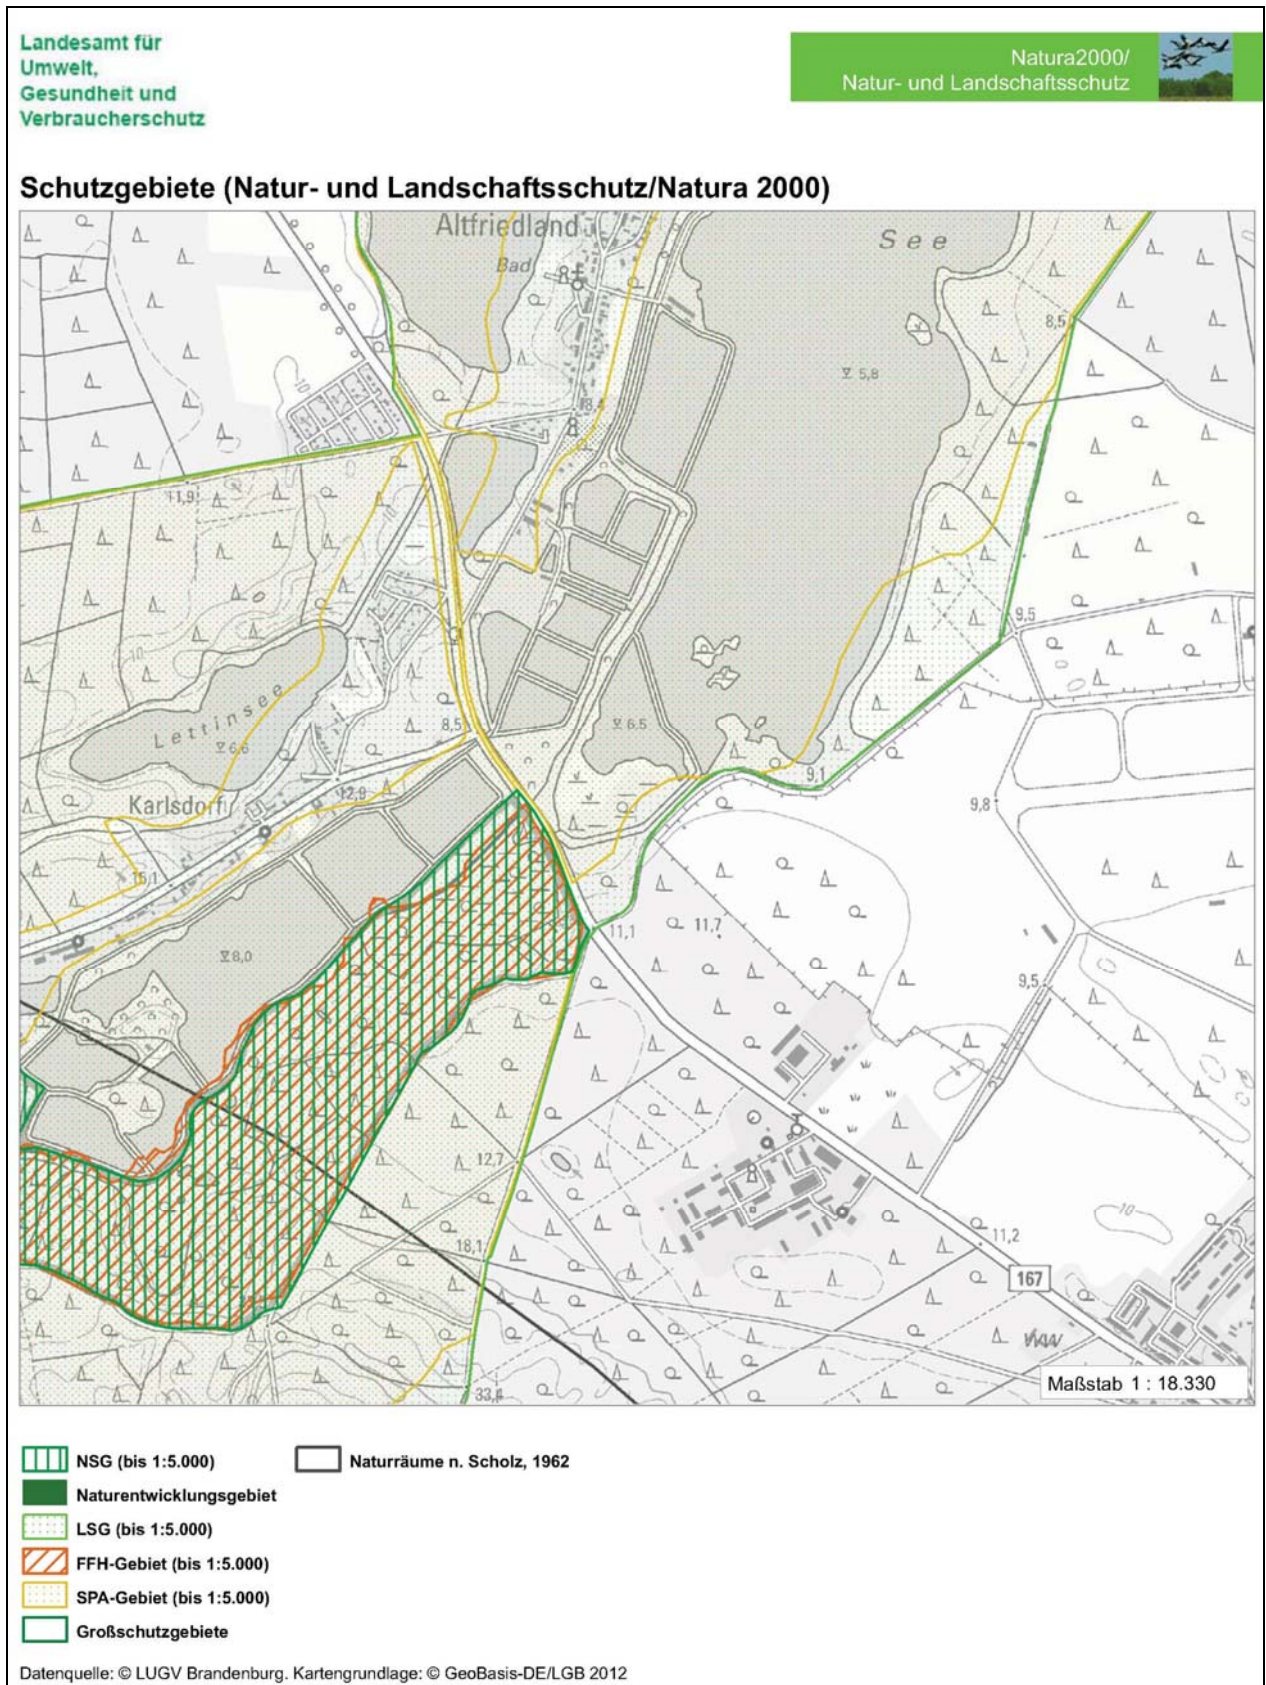 Landesamt für
Umwelt,
Gesundheit und
Verbraucherschutz
Natura2000/
Natur- und Landschaftsschutz
Schutzgebiete (Natur- und Landschaftsschutz/Natura 2000)
Altfriedland
See
Bad
8,5
5,8
10
13,4
11,9
9,5
10
Lettinsee
6,6
8,5
6.5
9,1
9,8
Karlsdorf
12,9
15,1
11,1
11,7
8,0
9,5
12,7
18,1
10
11,2
167
33,4
Maßstab 1 : 18.330
NSG (bis 1:5.000)
Naturräume n. Scholz, 1962
Naturentwicklungsgebiet
LSG (bis 1:5.000)
FFH-Gebiet (bis 1:5.000)
SPA-Gebiet (bis 1:5.000)
Großschutzgebiete
Datenquelle: © LUGV Brandenburg. Kartengrundlage: © GeoBasis-DE/LGB 2012